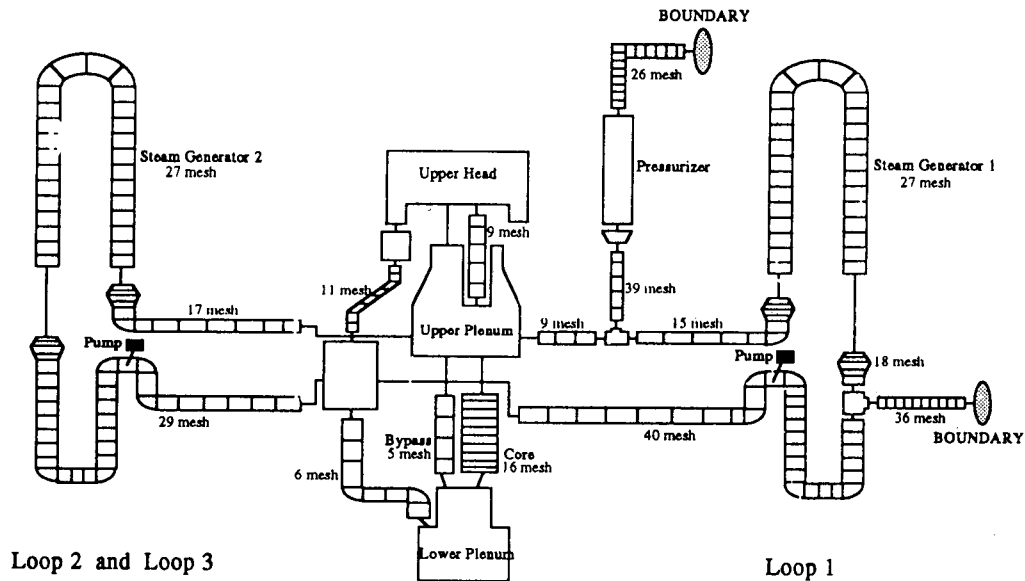 BOUNDARY
26 mesh
Steam Generator 2
27 mesh
Upper Head
Pressurizer
Steam Generator 1
27 mesh
9 mesh
11 mesh
39 mesh
17 mesh
Upper Plenum
9 mesh
15 mesh
Pump
Pump
18 mesh
29 mesh
36 mesh
BOUNDARY
40 mesh
Bypass
5 mesh
Core
16 mesh
6 mesh
Lower Plenum
Loop 2 and Loop 3
Loop 1